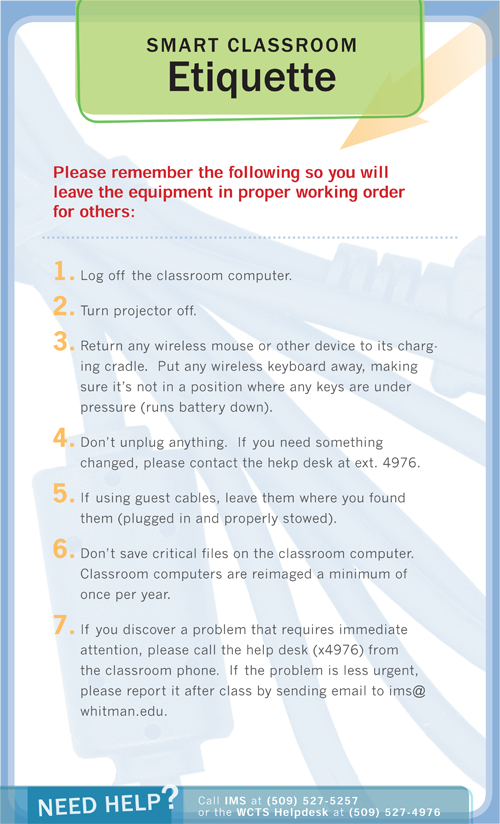 SMART CLASSROOM
Etiquette
Please remember the following so you will
leave the equipment in proper working order
for others:
1. Log off the classroom computer.
2. Turn projector off.
3. Return any wireless mouse or other device to its charg-
ing cradle. Put any wireless keyboard away, making
sure it's not in a position where any keys are under
pressure (runs battery down).
4. Don't unplug anything. If you need something
changed, please contact the hekp desk at ext. 4976.
5. If using guest cables, leave them where you found
them (plugged in and properly stowed).
6. Don't save critical files on the classroom computer.
Classroom computers are reimaged a minimum of
once per year.
7. If you discover a problem that requires immediate
attention, please call the help desk (x4976) from
the classroom phone. If the problem is less urgent,
please report it after class by sending email to ims@
whitman.edu.
NEED HELP?
Call IMS at (509) 527-5257
or the WCTS Helpdesk at (509) 527-4976